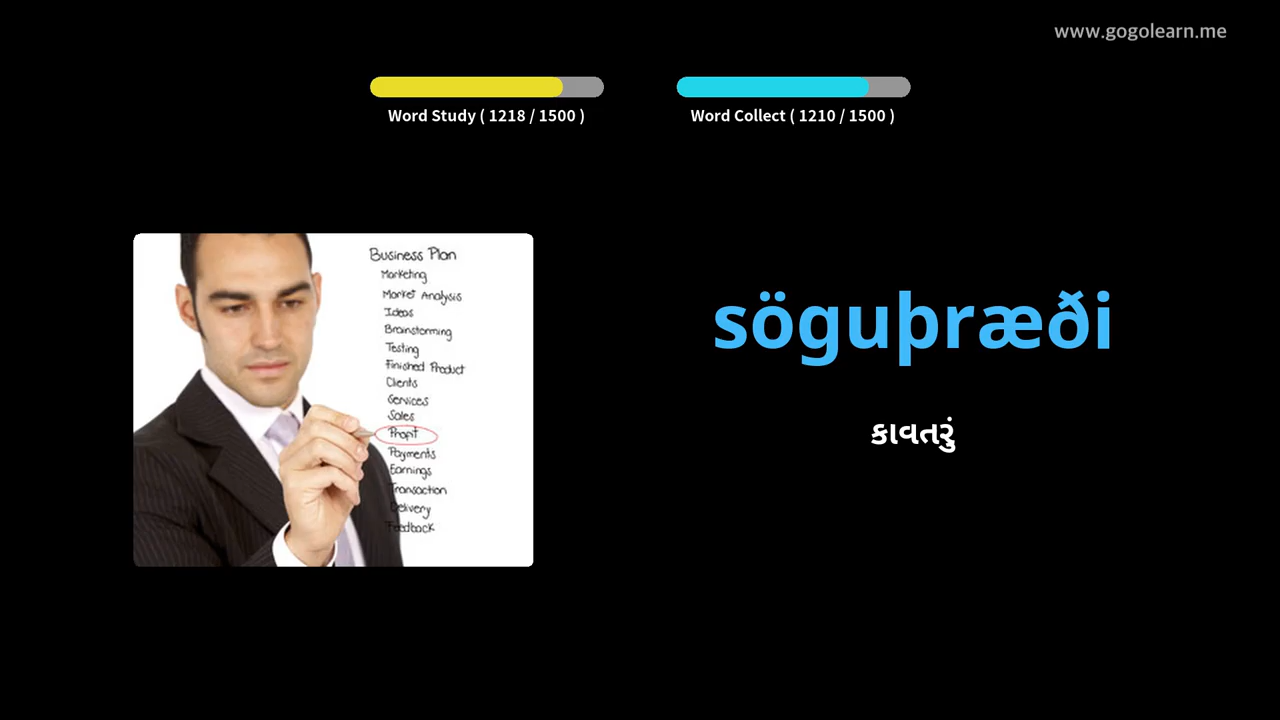 www.gogolearn.me
Word Study ( 1218 / 1500 )
Word Collect ( 1210 / 1500 )
Business Plan
Marketing
Market Analysis
Ideas
Brainstorming
Testing
Finished Product
Clients
Services
Sales
Profit
Payments
Earnings
Transaction
Delivery
Feedback
söguþræði
કાવતરું